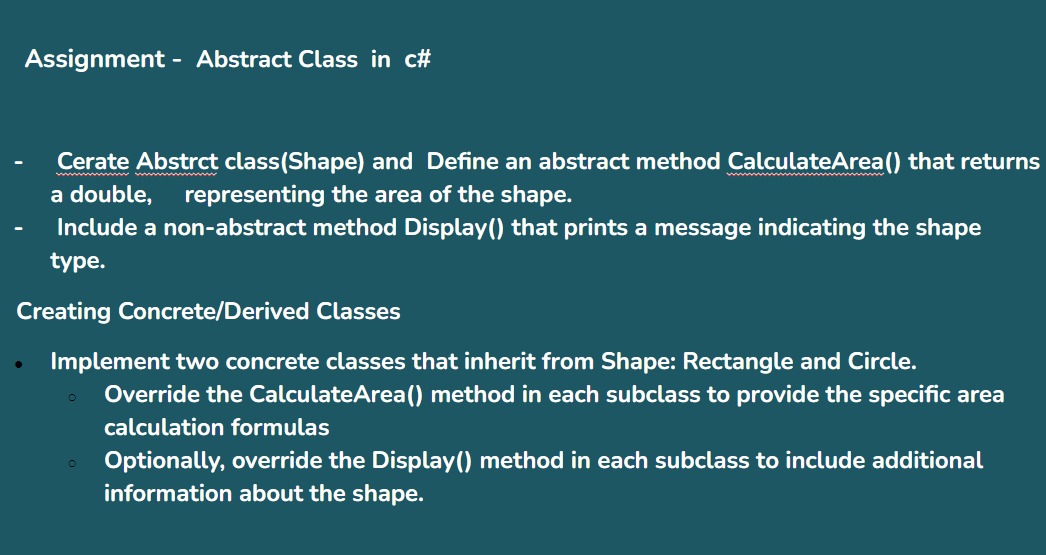 Assignment - Abstract Class in c#
- Cerate Abstrct class(Shape) and Define an abstract method CalculateArea() that returns
a double, representing the area of the shape.
- Include a non-abstract method Display() that prints a message indicating the shape
type.
Creating Concrete/Derived Classes
• Implement two concrete classes that inherit from Shape: Rectangle and Circle.
○ Override the CalculateArea() method in each subclass to provide the specific area
calculation formulas
○ Optionally, override the Display() method in each subclass to include additional
information about the shape.